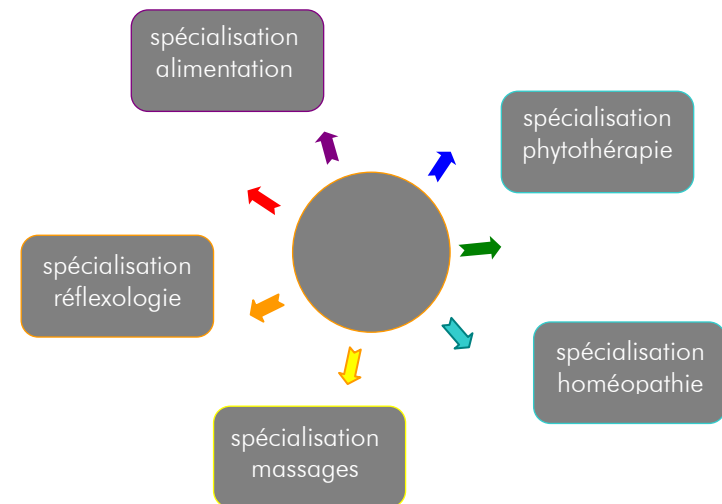 spécialisation
alimentation
spécialisation
phytothérapie
spécialisation
réflexologie
spécialisation
homéopathie
spécialisation
massages